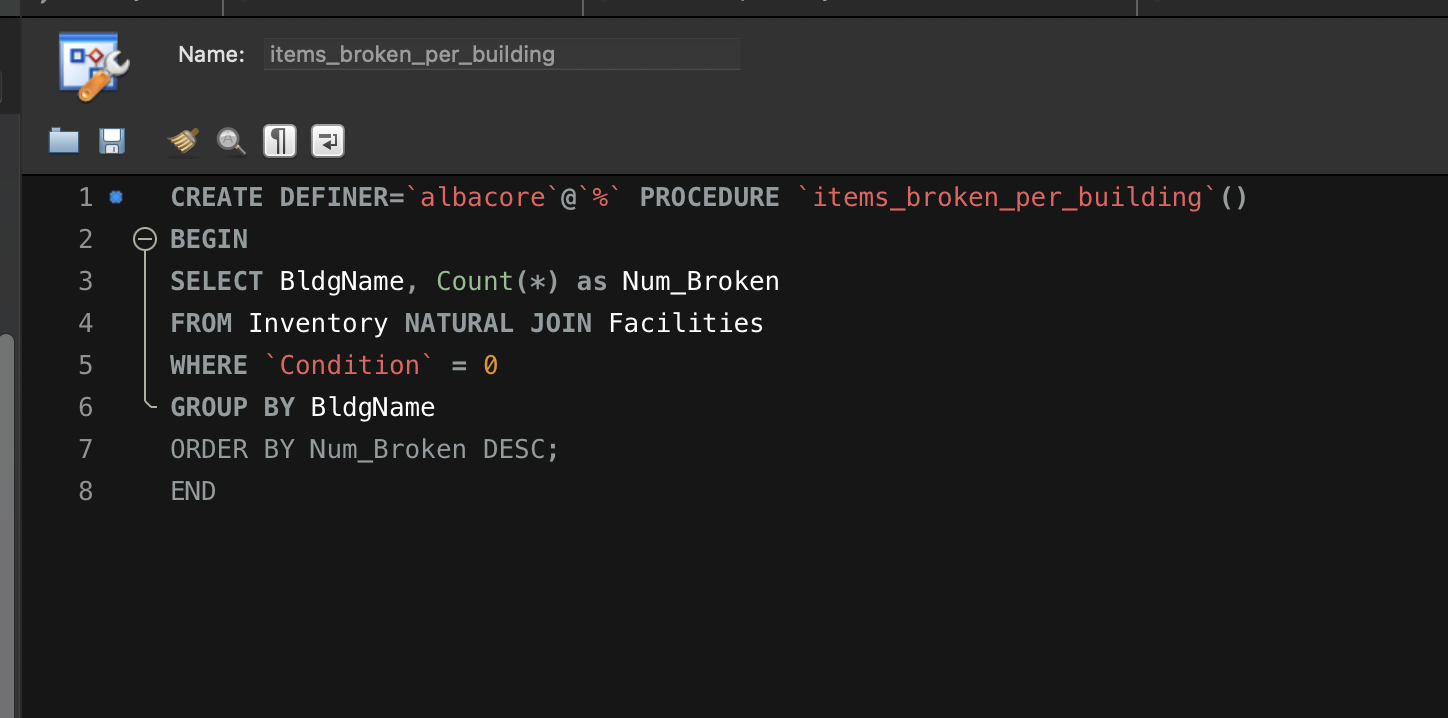 Name: items_broken_per_building
1 CREATE DEFINER=`albacore`@`%` PROCEDURE `items_broken_per_building`()
2 BEGIN
3 SELECT BldgName, Count(*) as Num_Broken
4 FROM Inventory NATURAL JOIN Facilities
5 WHERE `Condition` = 0
6 GROUP BY BldgName
7 ORDER BY Num_Broken DESC;
8 END